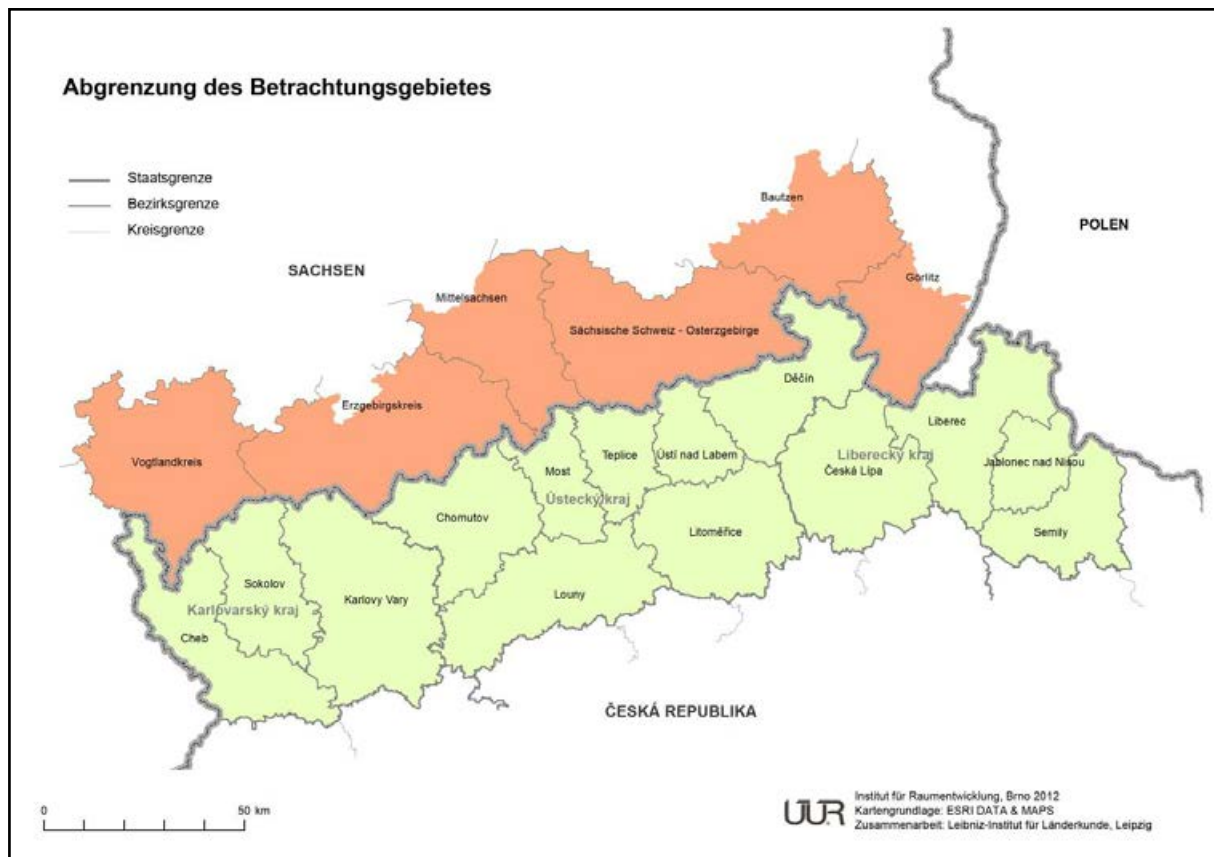 Abgrenzung des Betrachtungsgebietes
Staatsgrenze
Bezirksgrenze
Kreisgrenze
SACHSEN
POLEN
Bautzen
Görlitz
Mittelsachsen
Sächsische Schweiz - Osterzgebirge
Erzgebirgskreis
Vogtlandkreis
Děčín
Liberec
Jablonec nad Nisou
Liberecký kraj
Česká Lípa
Semily
Ústí nad Labem
Teplice
Most
Ústecký kraj
Chomutov
Litoměřice
Louny
Sokolov
Karlovy Vary
Karlovarský kraj
Cheb
ČESKÁ REPUBLIKA
0 50 km
UUR
Institut für Raumentwicklung, Brno 2012
Kartengrundlage: ESRI DATA & MAPS
Zusammenarbeit: Leibniz-Institut für Länderkunde, Leipzig